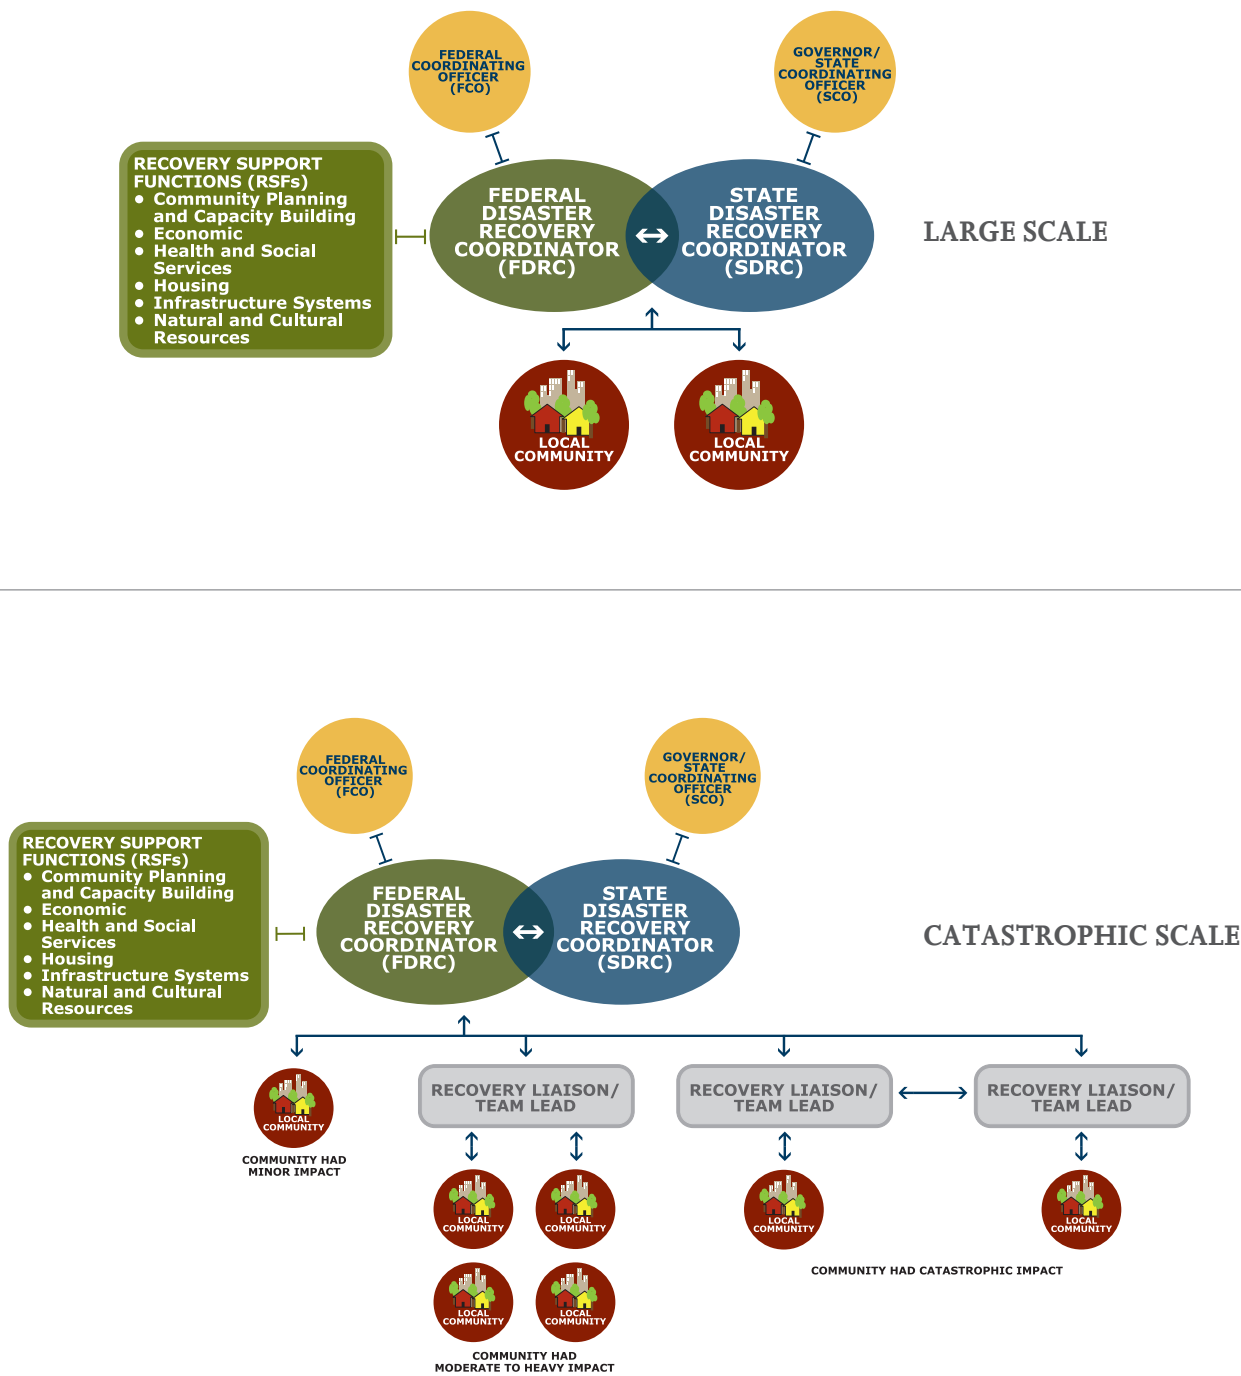 FEDERAL
COORDINATING
OFFICER
(FCO)
GOVERNOR/
STATE
COORDINATING
OFFICER
(SCO)
RECOVERY SUPPORT
FUNCTIONS (RSFs)
● Community Planning
and Capacity Building
● Economic
● Health and Social
Services
● Housing
● Infrastructure Systems
● Natural and Cultural
Resources
FEDERAL
DISASTER
RECOVERY
COORDINATOR
(FDRC)
STATE
DISASTER
RECOVERY
COORDINATOR
(SDRC)
LARGE SCALE
LOCAL
COMMUNITY
LOCAL
COMMUNITY
FEDERAL
COORDINATING
OFFICER
(FCO)
GOVERNOR/
STATE
COORDINATING
OFFICER
(SCO)
RECOVERY SUPPORT
FUNCTIONS (RSFs)
● Community Planning
and Capacity Building
● Economic
● Health and Social
Services
● Housing
● Infrastructure Systems
● Natural and Cultural
Resources
FEDERAL
DISASTER
RECOVERY
COORDINATOR
(FDRC)
STATE
DISASTER
RECOVERY
COORDINATOR
(SDRC)
CATASTROPHIC SCALE
LOCAL
COMMUNITY
COMMUNITY HAD
MINOR IMPACT
RECOVERY LIAISON/
TEAM LEAD
RECOVERY LIAISON/
TEAM LEAD
RECOVERY LIAISON/
TEAM LEAD
LOCAL
COMMUNITY
LOCAL
COMMUNITY
LOCAL
COMMUNITY
LOCAL
COMMUNITY
COMMUNITY HAD
MODERATE TO HEAVY IMPACT
LOCAL
COMMUNITY
LOCAL
COMMUNITY
COMMUNITY HAD CATASTROPHIC IMPACT